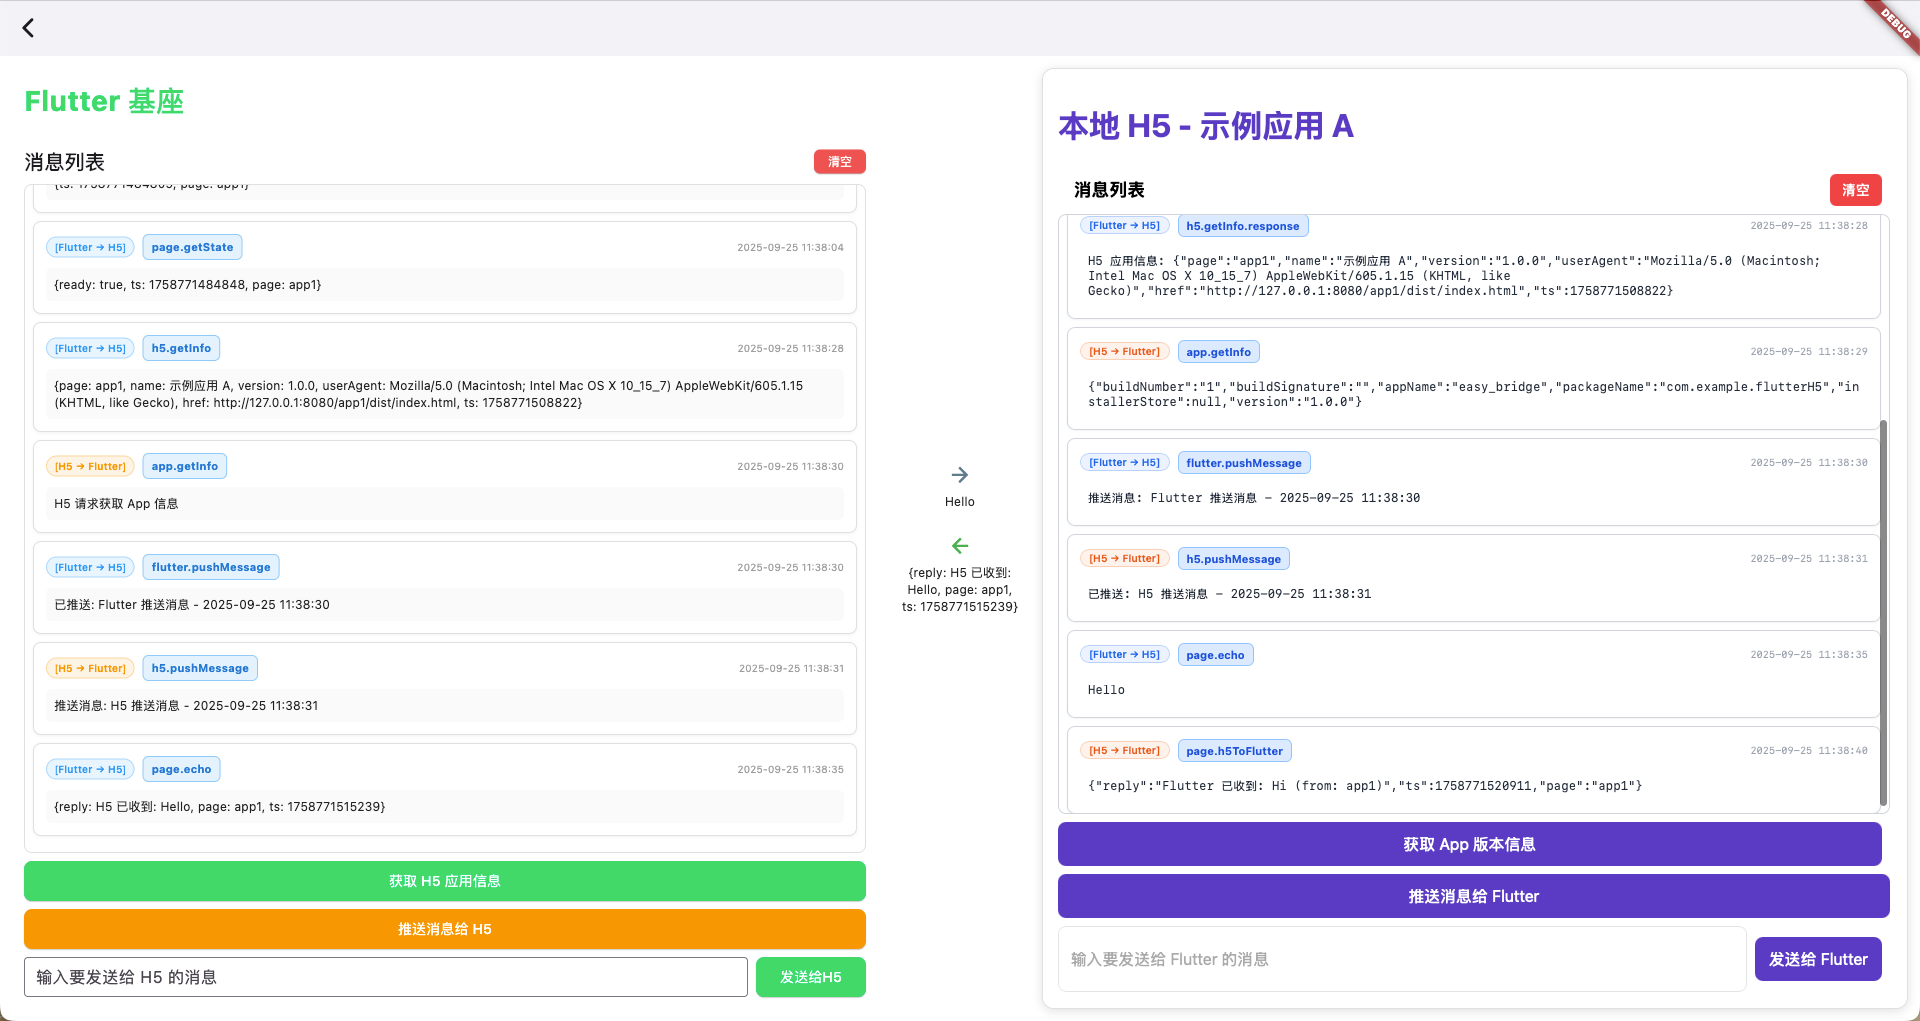 DEBUG
Flutter 基座
消息列表
清空
[Flutter → H5] page.getState 2025-09-25 11:38:04
{ready: true, ts: 1758771484848, page: app1}
[Flutter → H5] h5.getInfo 2025-09-25 11:38:28
{page: app1, name: 示例应用 A, version: 1.0.0, userAgent: Mozilla/5.0 (Macintosh; Intel Mac OS X 10_15_7) AppleWebKit/605.1.15
(KHTML, like Gecko), href: http://127.0.0.1:8080/app1/dist/index.html, ts: 1758771508822}
[H5 → Flutter] app.getInfo 2025-09-25 11:38:30
H5 请求获取 App 信息
[Flutter → H5] flutter.pushMessage 2025-09-25 11:38:30
已推送: Flutter 推送消息 - 2025-09-25 11:38:30
[H5 → Flutter] h5.pushMessage 2025-09-25 11:38:31
推送消息: H5 推送消息 - 2025-09-25 11:38:31
[Flutter → H5] page.echo 2025-09-25 11:38:35
{reply: H5 已收到: Hello, page: app1, ts: 1758771515239}
获取 H5 应用信息
推送消息给 H5
输入要发送给 H5 的消息
发送给H5
→
Hello
←
{reply: H5 已收到:
Hello, page: app1,
ts: 1758771515239}
本地 H5 - 示例应用 A
消息列表
清空
[Flutter → H5] h5.getInfo.response 2025-09-25 11:38:28
H5 应用信息: {"page":"app1","name":"示例应用 A","version":"1.0.0","userAgent":"Mozilla/5.0 (Macintosh;
Intel Mac OS X 10_15_7) AppleWebKit/605.1.15 (KHTML, like
Gecko)","href":"http://127.0.0.1:8080/app1/dist/index.html","ts":1758771508822}
[H5 → Flutter] app.getInfo 2025-09-25 11:38:29
{"buildNumber":"1","buildSignature":"","appName":"easy_bridge","packageName":"com.example.flutterH5","in
stallerStore":null,"version":"1.0.0"}
[Flutter → H5] flutter.pushMessage 2025-09-25 11:38:30
推送消息: Flutter 推送消息 - 2025-09-25 11:38:30
[H5 → Flutter] h5.pushMessage 2025-09-25 11:38:31
已推送: H5 推送消息 - 2025-09-25 11:38:31
[Flutter → H5] page.echo 2025-09-25 11:38:35
Hello
[H5 → Flutter] page.h5ToFlutter 2025-09-25 11:38:40
{"reply":"Flutter 已收到: Hi (from: app1)","ts":1758771520911,"page":"app1"}
获取 App 版本信息
推送消息给 Flutter
输入要发送给 Flutter 的消息
发送给 Flutter